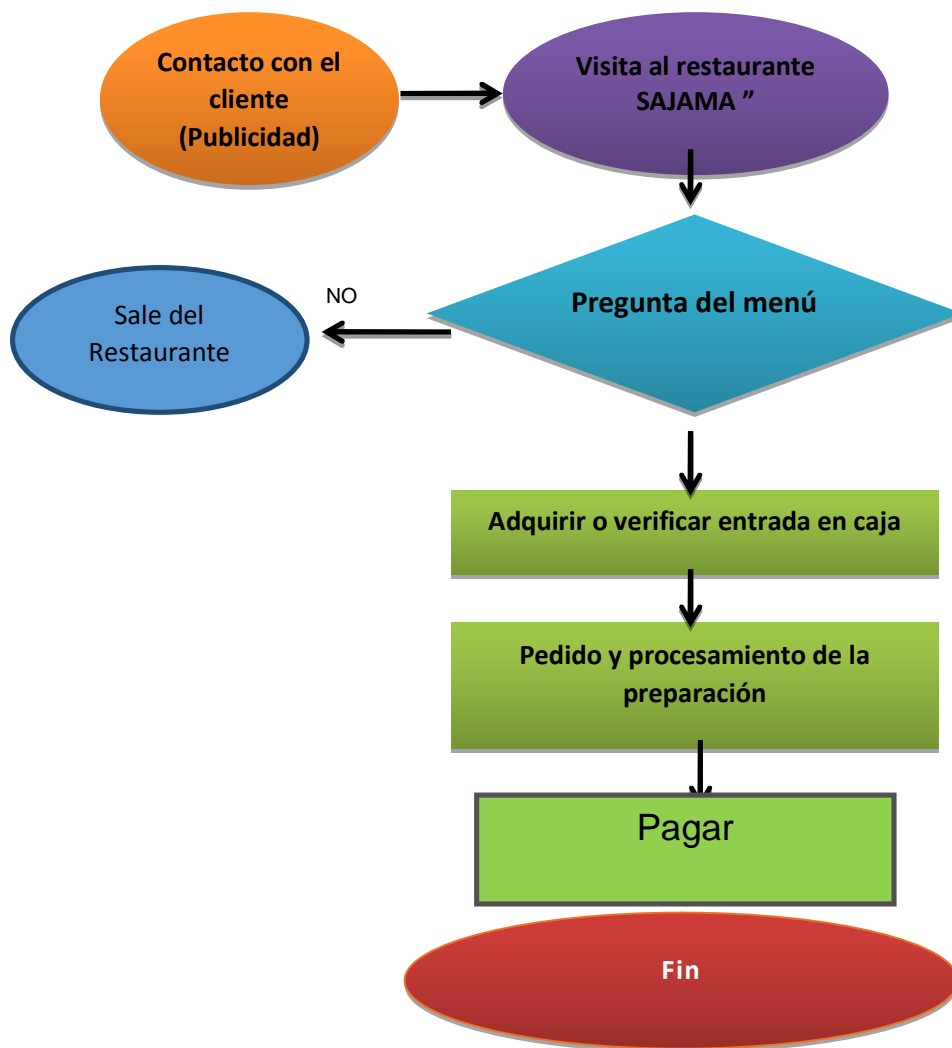 Contacto con el
cliente
(Publicidad)
Visita al restaurante
SAJAMA ”
Pregunta del menú
NO
Sale del
Restaurante
Adquirir o verificar entrada en caja
Pedido y procesamiento de la
preparación
Pagar
Fin